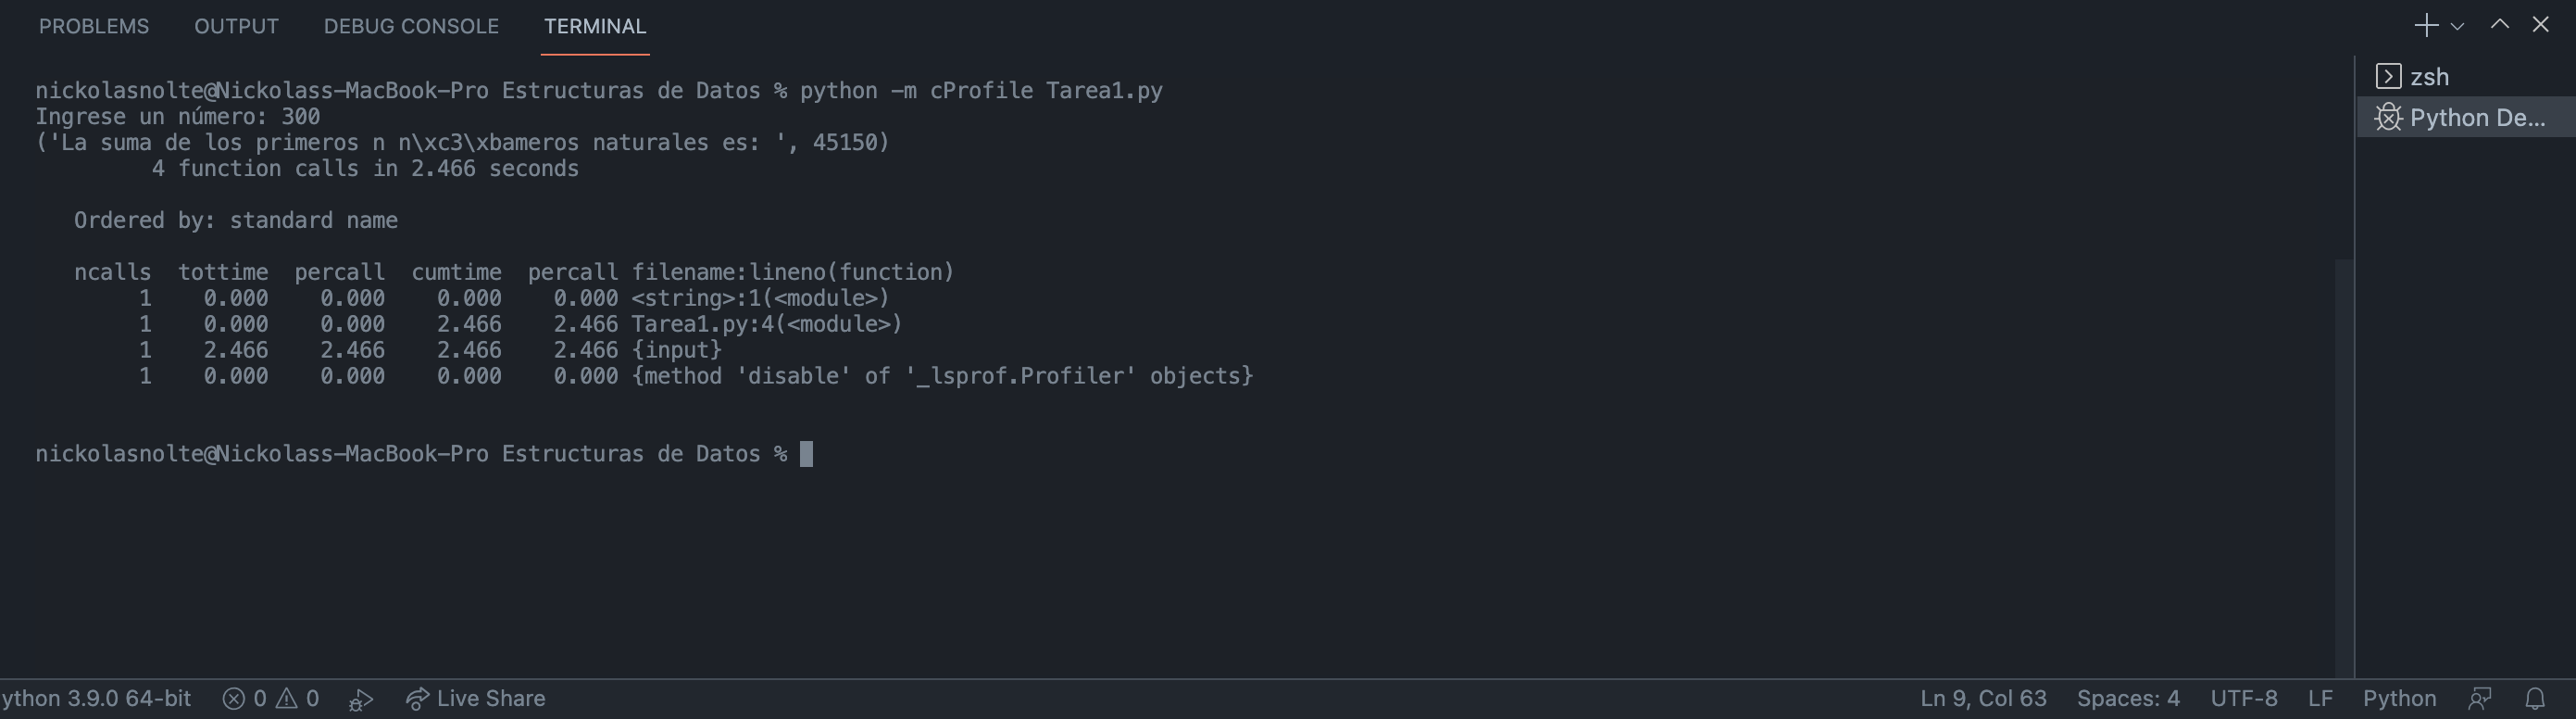 PROBLEMS OUTPUT DEBUG CONSOLE TERMINAL
zsh
Python De...
nickolasnolte@Nickolass-MacBook-Pro Estructuras de Datos % python -m cProfile Tarea1.py
Ingrese un número: 300
('La suma de los primeros n n\xc3\xbameros naturales es: ', 45150)
         4 function calls in 2.466 seconds

   Ordered by: standard name

   ncalls  tottime  percall  cumtime  percall filename:lineno(function)
        1    0.000    0.000    0.000    0.000 <string>:1(<module>)
        1    0.000    0.000    2.466    2.466 Tarea1.py:4(<module>)
        1    2.466    2.466    2.466    2.466 {input}
        1    0.000    0.000    0.000    0.000 {method 'disable' of '_lsprof.Profiler' objects}

nickolasnolte@Nickolass-MacBook-Pro Estructuras de Datos %
ython 3.9.0 64-bit 0 0 Live Share Ln 9, Col 63 Spaces: 4 UTF-8 LF Python